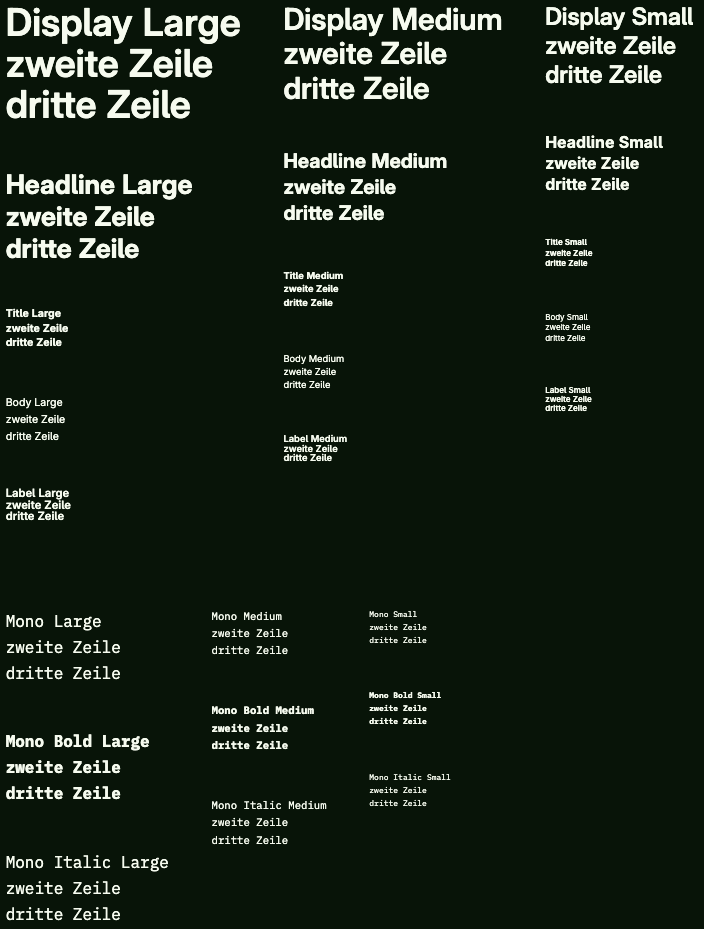 Display Large
zweite Zeile
dritte Zeile
Headline Large
zweite Zeile
dritte Zeile
Title Large
zweite Zeile
dritte Zeile
Body Large
zweite Zeile
dritte Zeile
Label Large
zweite Zeile
dritte Zeile
Display Medium
zweite Zeile
dritte Zeile
Headline Medium
zweite Zeile
dritte Zeile
Title Medium
zweite Zeile
dritte Zeile
Body Medium
zweite Zeile
dritte Zeile
Label Medium
zweite Zeile
dritte Zeile
Display Small
zweite Zeile
dritte Zeile
Headline Small
zweite Zeile
dritte Zeile
Title Small
zweite Zeile
dritte Zeile
Body Small
zweite Zeile
dritte Zeile
Label Small
zweite Zeile
dritte Zeile
Mono Large
zweite Zeile
dritte Zeile
Mono Bold Large
zweite Zeile
dritte Zeile
Mono Italic Large
zweite Zeile
dritte Zeile
Mono Medium
zweite Zeile
dritte Zeile
Mono Bold Medium
zweite Zeile
dritte Zeile
Mono Italic Medium
zweite Zeile
dritte Zeile
Mono Small
zweite Zeile
dritte Zeile
Mono Bold Small
zweite Zeile
dritte Zeile
Mono Italic Small
zweite Zeile
dritte Zeile